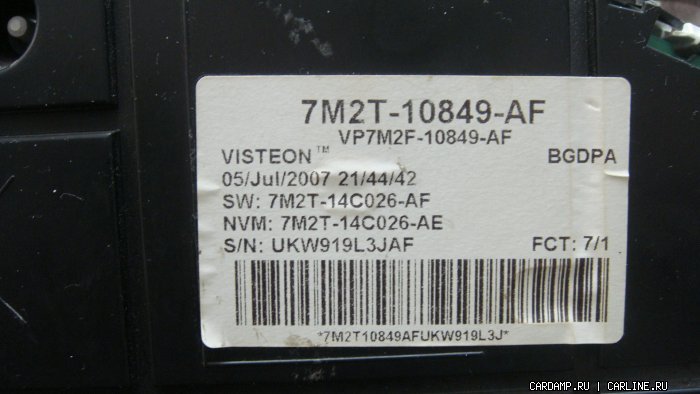 7M2T-10849-AF
VP7M2F-10849-AF
VISTEON™ BGDPA
05/Jul/2007 21/44/42
SW: 7M2T-14C026-AF
NVM: 7M2T-14C026-AE
S/N: UKW919L3JAF FCT: 7/1
*7M2T10849AFUKW919L3J*
CARDAMP.RU | CARLINE.RU